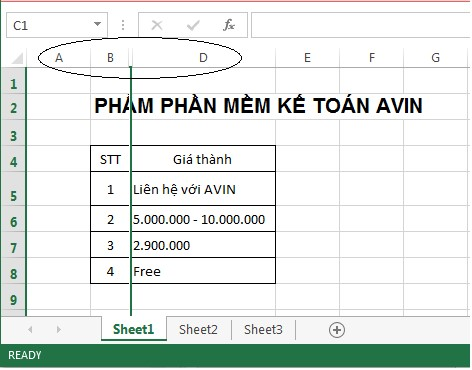 C1
fx
A B D E F G
1
2 PHẦM PHẦN MỀM KẾ TOÁN AVIN
3
4 STT Giá thành
5 1 Liên hệ với AVIN
6 2 5.000.000 - 10.000.000
7 3 2.900.000
8 4 Free
9
Sheet1 Sheet2 Sheet3
READY